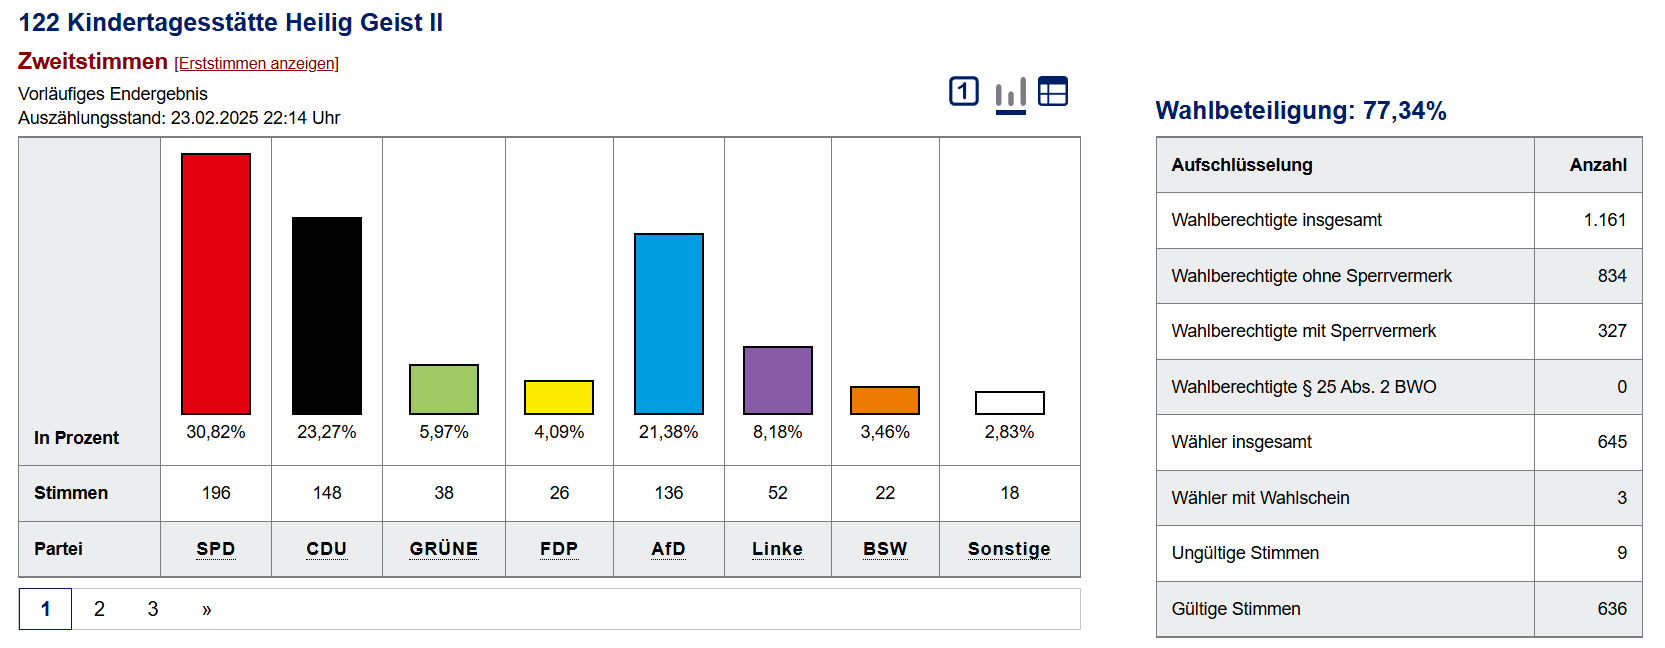 122 Kindertagesstätte Heilig Geist II
Zweitstimmen [Erststimmen anzeigen]
Vorläufiges Endergebnis
Auszählungsstand: 23.02.2025 22:14 Uhr
1
In Prozent 30,82% 23,27% 5,97% 4,09% 21,38% 8,18% 3,46% 2,83%
Stimmen 196 148 38 26 136 52 22 18
Partei SPD CDU GRÜNE FDP AfD Linke BSW Sonstige
1 2 3 »
Wahlbeteiligung: 77,34%
Aufschlüsselung Anzahl
Wahlberechtigte insgesamt 1.161
Wahlberechtigte ohne Sperrvermerk 834
Wahlberechtigte mit Sperrvermerk 327
Wahlberechtigte § 25 Abs. 2 BWO 0
Wähler insgesamt 645
Wähler mit Wahlschein 3
Ungültige Stimmen 9
Gültige Stimmen 636